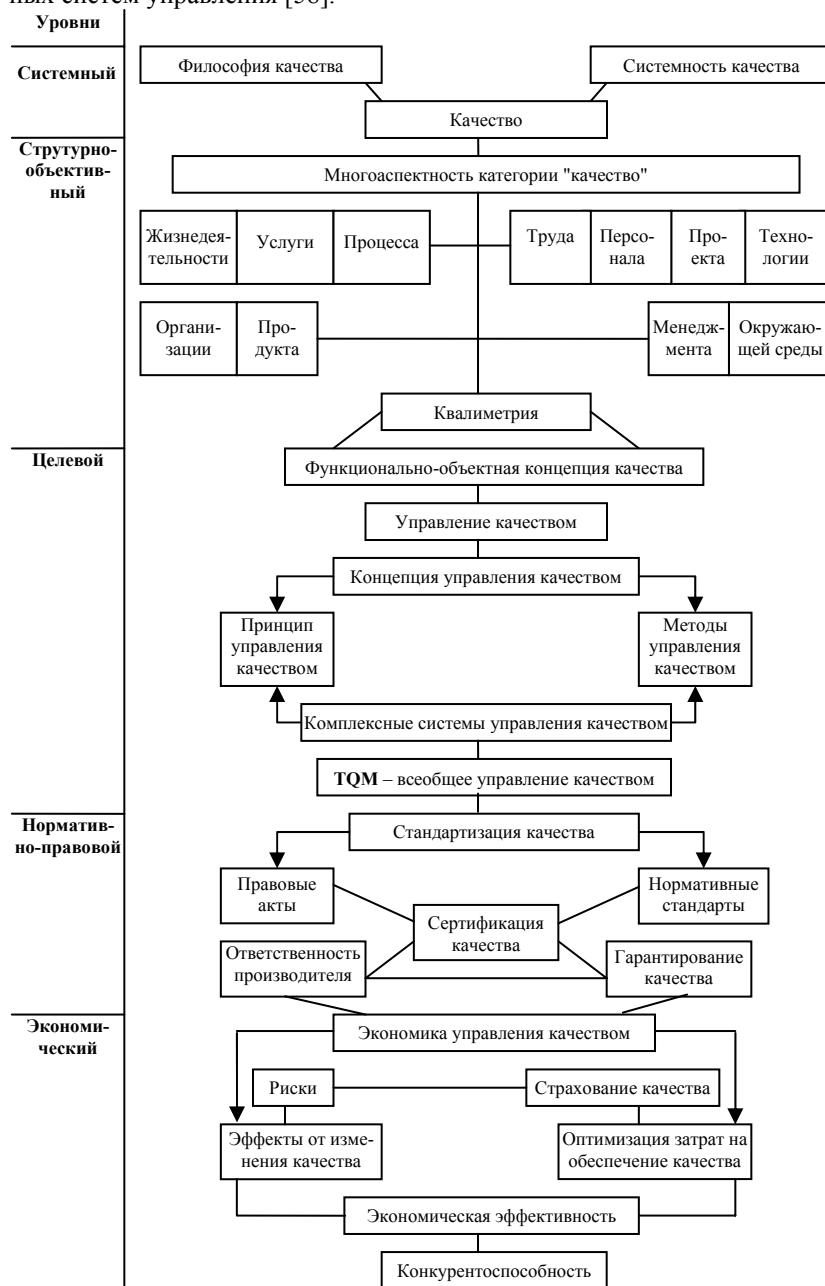 ных систем управления [58].
Уровни
Системный
Философия качества
Системность качества
Качество
Струтурно-
объектив-
ный
Многоаспектность категории "качество"
Жизнедея-
тельности
Услуги
Процесса
Труда
Персо-
нала
Про-
екта
Техно-
логии
Органи-
зации
Про-
дукта
Менедж-
мента
Окружаю-
щей среды
Квалиметрия
Целевой
Функционально-объектная концепция качества
Управление качеством
Концепция управления качеством
Принцип
управления
качеством
Методы
управления
качеством
Комплексные системы управления качеством
TQM – всеобщее управление качеством
Норматив-
но-правовой
Стандартизация качества
Правовые
акты
Нормативные
стандарты
Сертификация
качества
Ответственность
производителя
Гарантирование
качества
Экономи-
ческий
Экономика управления качеством
Риски
Страхование качества
Эффекты от изме-
нения качества
Оптимизация затрат на
обеспечение качества
Экономическая эффективность
Конкурентоспособность